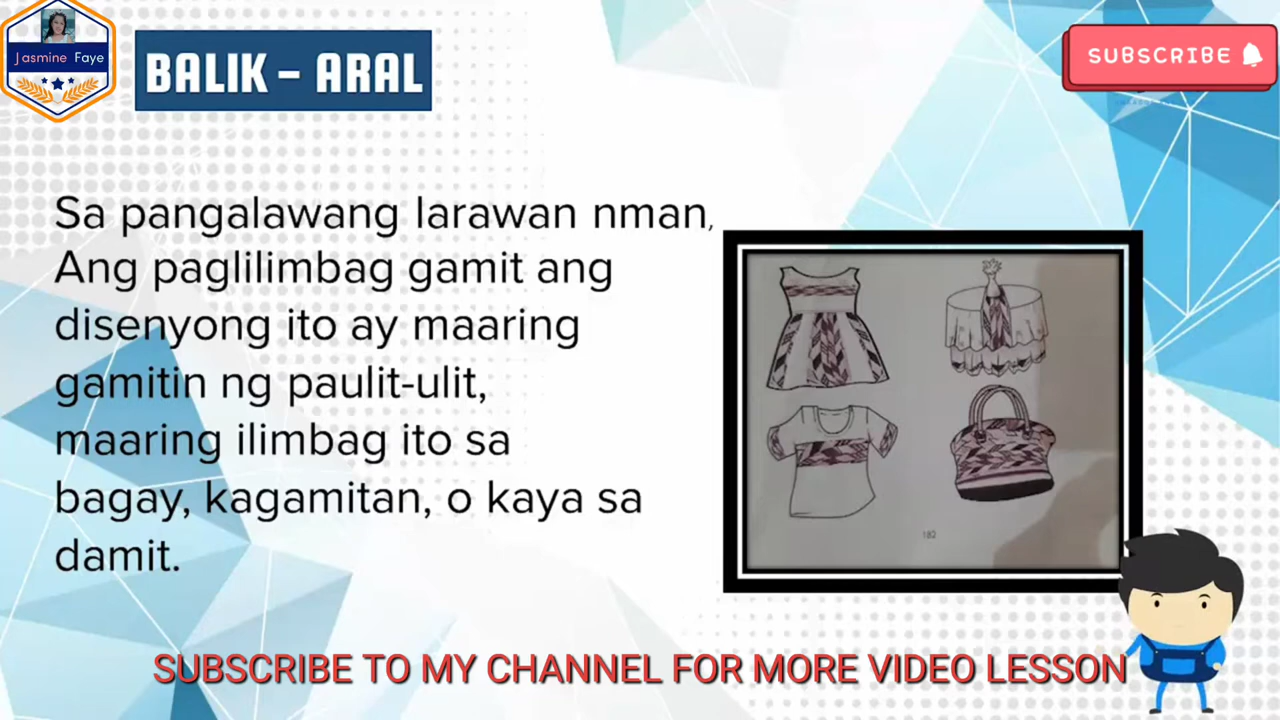 Jasmine Faye
BALIK - ARAL
SUBSCRIBE
Sa pangalawang larawan nman,
Ang paglilimbag gamit ang
disenyong ito ay maaring
gamitin ng paulit-ulit,
maaring ilimbag ito sa
bagay, kagamitan, o kaya sa
damit.
182
SUBSCRIBE TO MY CHANNEL FOR MORE VIDEO LESSON